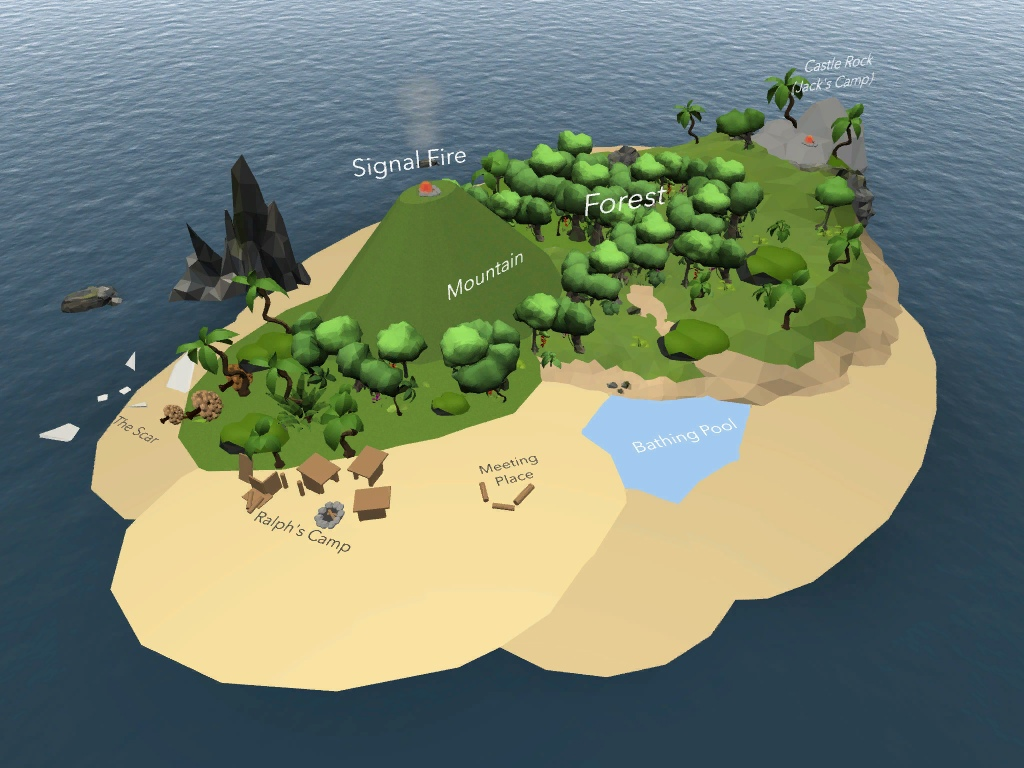 Castle Rock
(Jack's Camp)
Signal Fire
Forest
Mountain
The Scar
Bathing Pool
Meeting
Place
Ralph's Camp